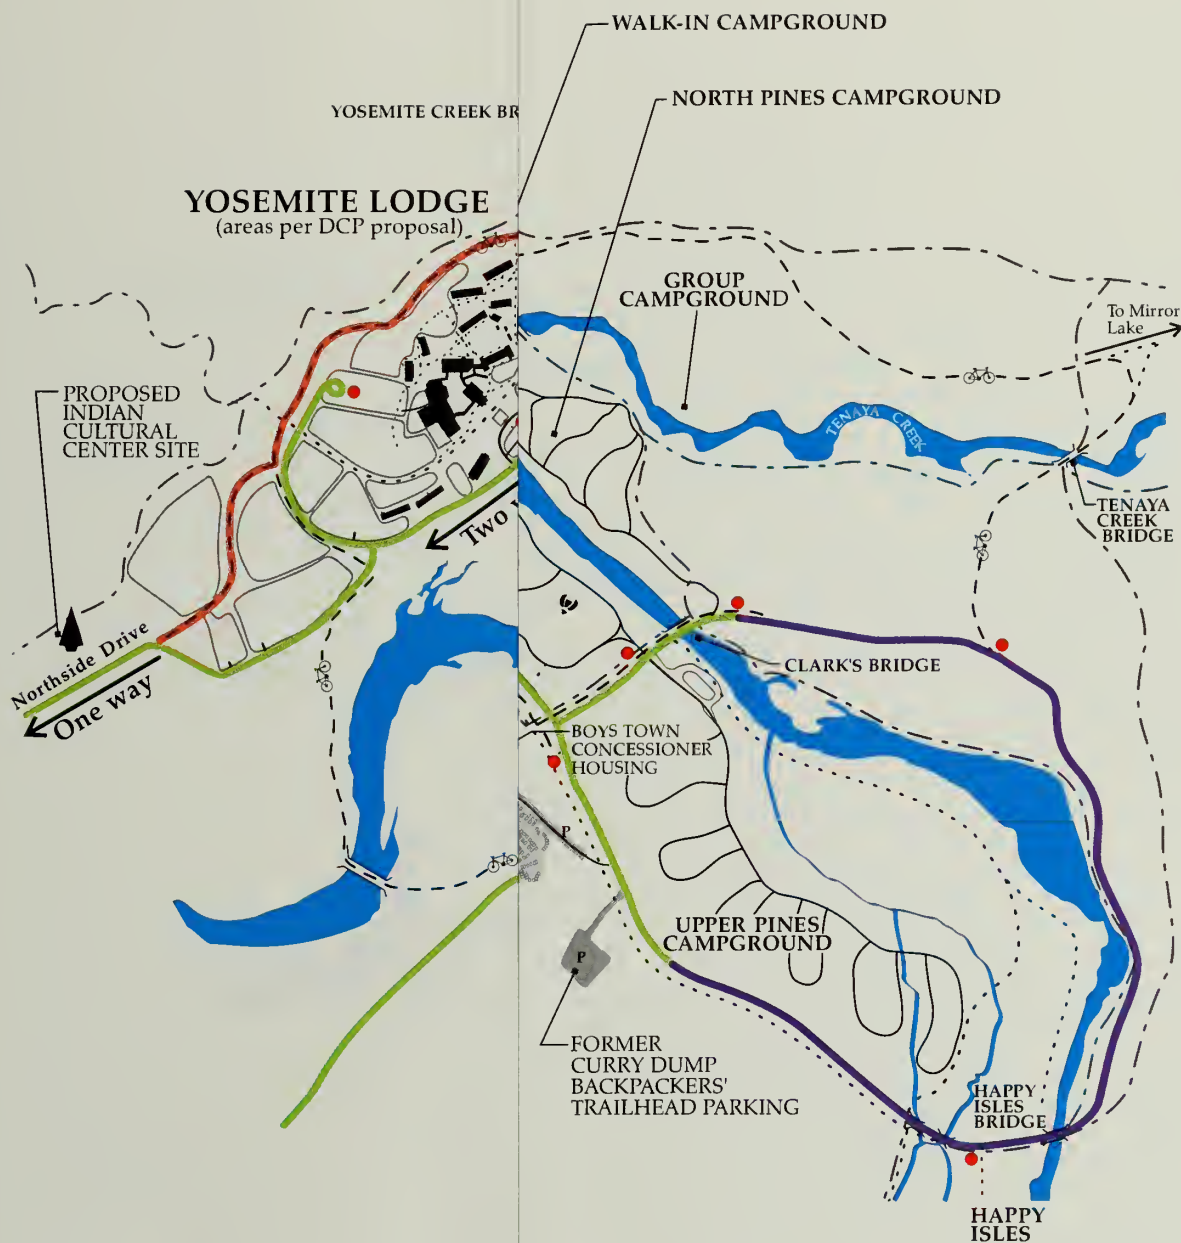 WALK-IN CAMPGROUND
NORTH PINES CAMPGROUND
YOSEMITE CREEK BR
YOSEMITE LODGE
(areas per DCP proposal)
GROUP
CAMPGROUND
To Mirror
Lake
PROPOSED
INDIAN
CULTURAL
CENTER SITE
TENAYA CREEK
TENAYA
CREEK
BRIDGE
Two
Northside Drive
One way
CLARK'S BRIDGE
BOYS TOWN
CONCESSIONER
HOUSING
P
UPPER PINES
CAMPGROUND
P
FORMER
CURRY DUMP
BACKPACKERS'
TRAILHEAD PARKING
HAPPY
ISLES
BRIDGE
HAPPY
ISLES